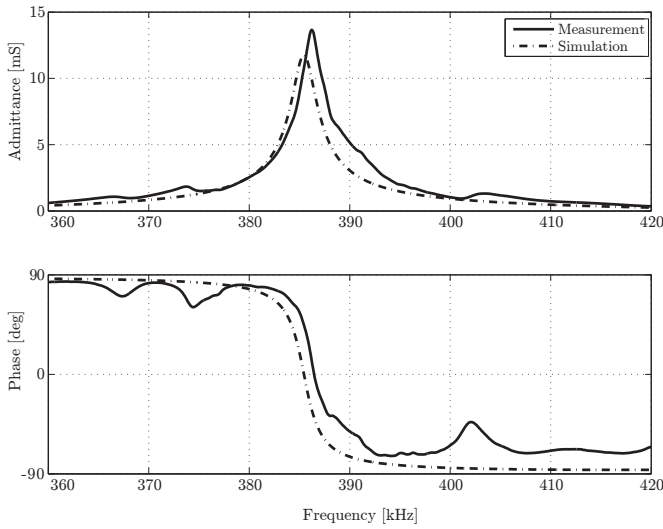 15
10
5
0
Admittance [mS]
Measurement
Simulation
360 370 380 390 400 410 420
90
0
-90
Phase [deg]
360 370 380 390 400 410 420
Frequency [kHz]